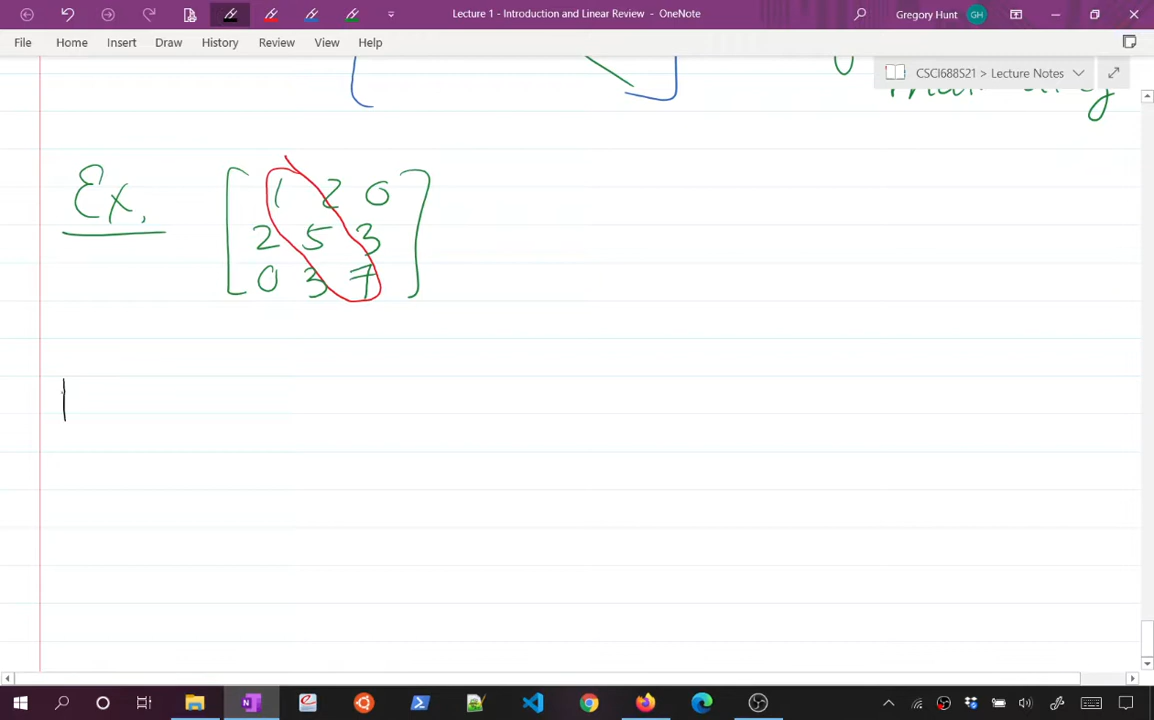 Lecture 1 - Introduction and Linear Review - OneNote
Gregory Hunt
GH
File Home Insert Draw History Review View Help
CSCI688S21 > Lecture Notes
Ex.
1 2 0
2 5 3
0 3 7